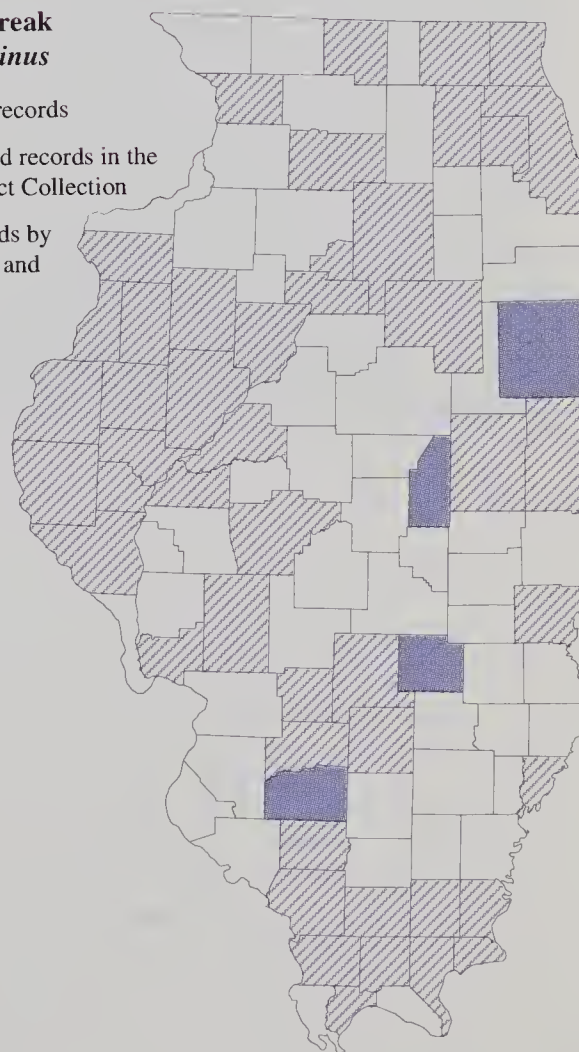 reak
inus
records
d records in the
ct Collection
ds by
and